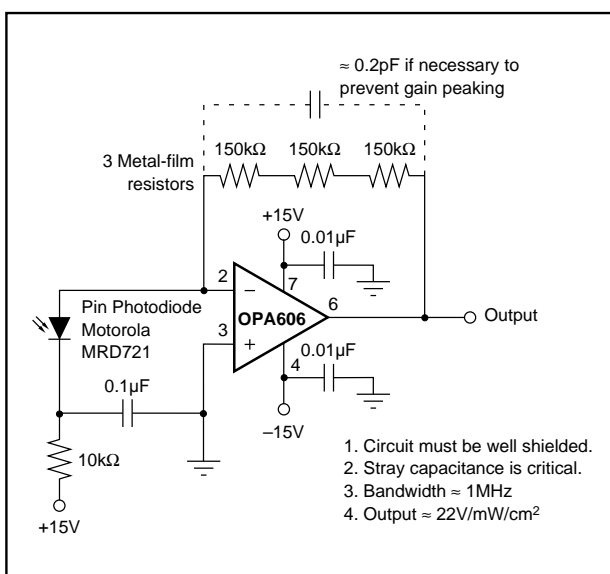 ≈ 0.2pF if necessary to
prevent gain peaking
150kΩ 150kΩ 150kΩ
3 Metal-film
resistors
+15V
0.01µF
2
7
–
Pin Photodiode
Motorola
MRD721
OPA606
6
Output
3
+
0.01µF
4
0.1µF
–15V
10kΩ
+15V
1. Circuit must be well shielded.
2. Stray capacitance is critical.
3. Bandwidth ≈ 1MHz
4. Output ≈ 22V/mW/cm²